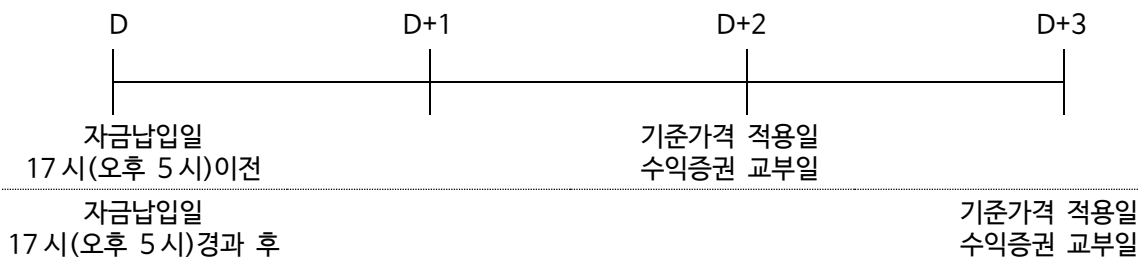 D D+1 D+2 D+3
자금납입일 기준가격 적용일
17시(오후 5시)이전 수익증권 교부일
자금납입일 기준가격 적용일
17시(오후 5시)경과 후 수익증권 교부일